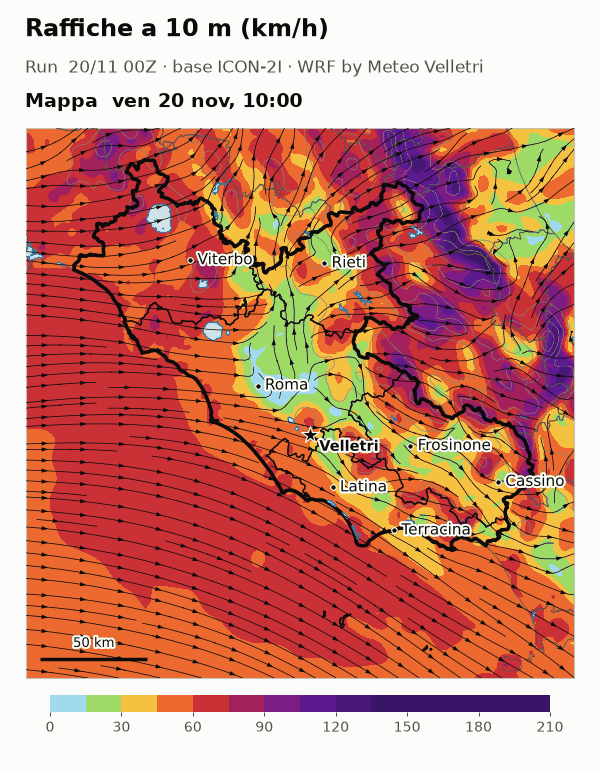 Raffiche a 10 m (km/h)
Run  20/11 00Z · base ICON-2I · WRF by Meteo Velletri
Mappa  ven 20 nov, 10:00
Viterbo
Rieti
Roma
Velletri
Frosinone
Cassino
Latina
Terracina
50 km
0 30 60 90 120 150 180 210